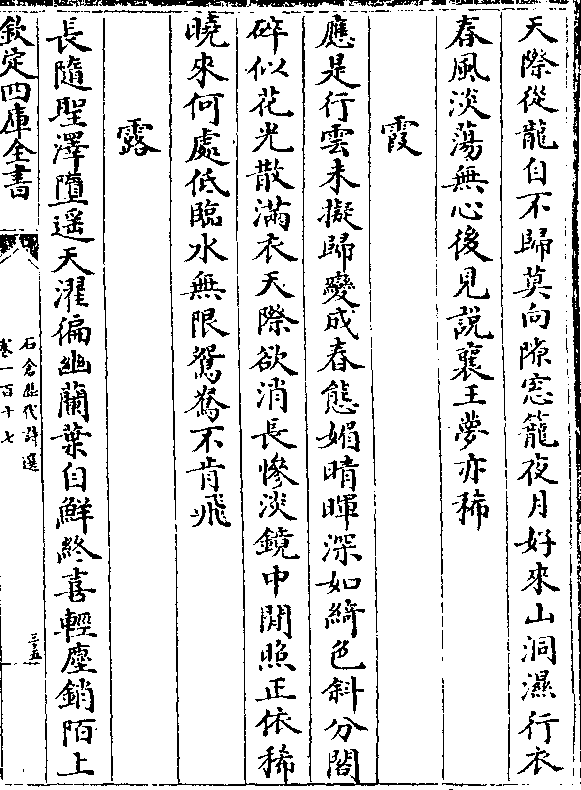 天際從龍自不歸莫向隙窓籠夜月好來山洞濕行衣
春風淡蕩無心後見說襄王夢亦稀
霞
應是行雲未擬歸變成春態媚晴暉深如綺色斜分閣
碎似花光散滿衣天際欲消長慘淡鏡中閒照正依稀
曉來何處低臨水無限鴛鴦不肯飛
露
長隨聖澤墮遥天濯徧幽蘭葉自鮮終喜輕塵銷陌上
欽定四庫全書
石倉歷代詩選
卷一百十七
三五